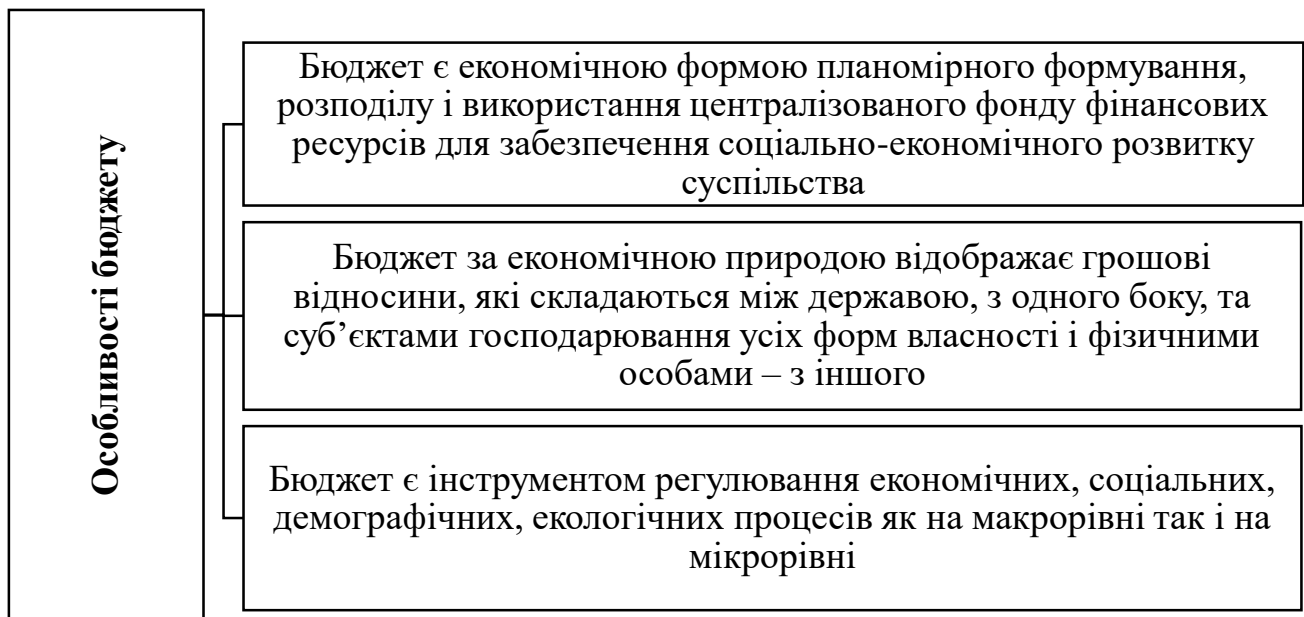 Особливості бюджету
Бюджет є економічною формою планомірного формування,
розподілу і використання централізованого фонду фінансових
ресурсів для забезпечення соціально-економічного розвитку
суспільства
Бюджет за економічною природою відображає грошові
відносини, які складаються між державою, з одного боку, та
суб’єктами господарювання усіх форм власності і фізичними
особами – з іншого
Бюджет є інструментом регулювання економічних, соціальних,
демографічних, екологічних процесів як на макрорівні так і на
мікрорівні